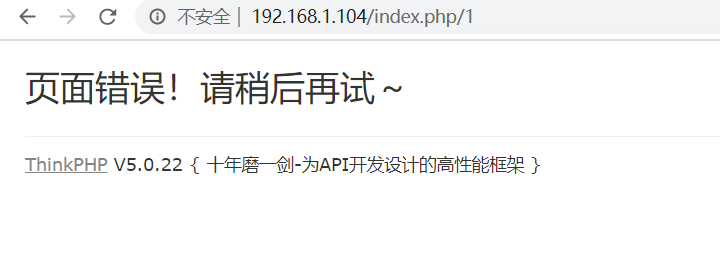 不安全 | 192.168.1.104/index.php/1
页面错误！请稍后再试～
ThinkPHP V5.0.22 { 十年磨一剑-为API开发设计的高性能框架 }